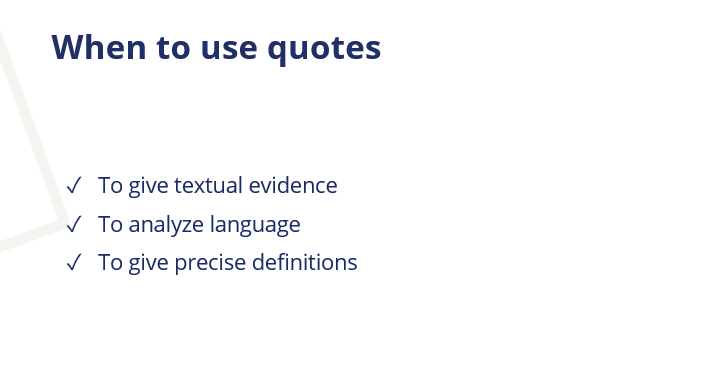 When to use quotes
✓ To give textual evidence
✓ To analyze language
✓ To give precise definitions